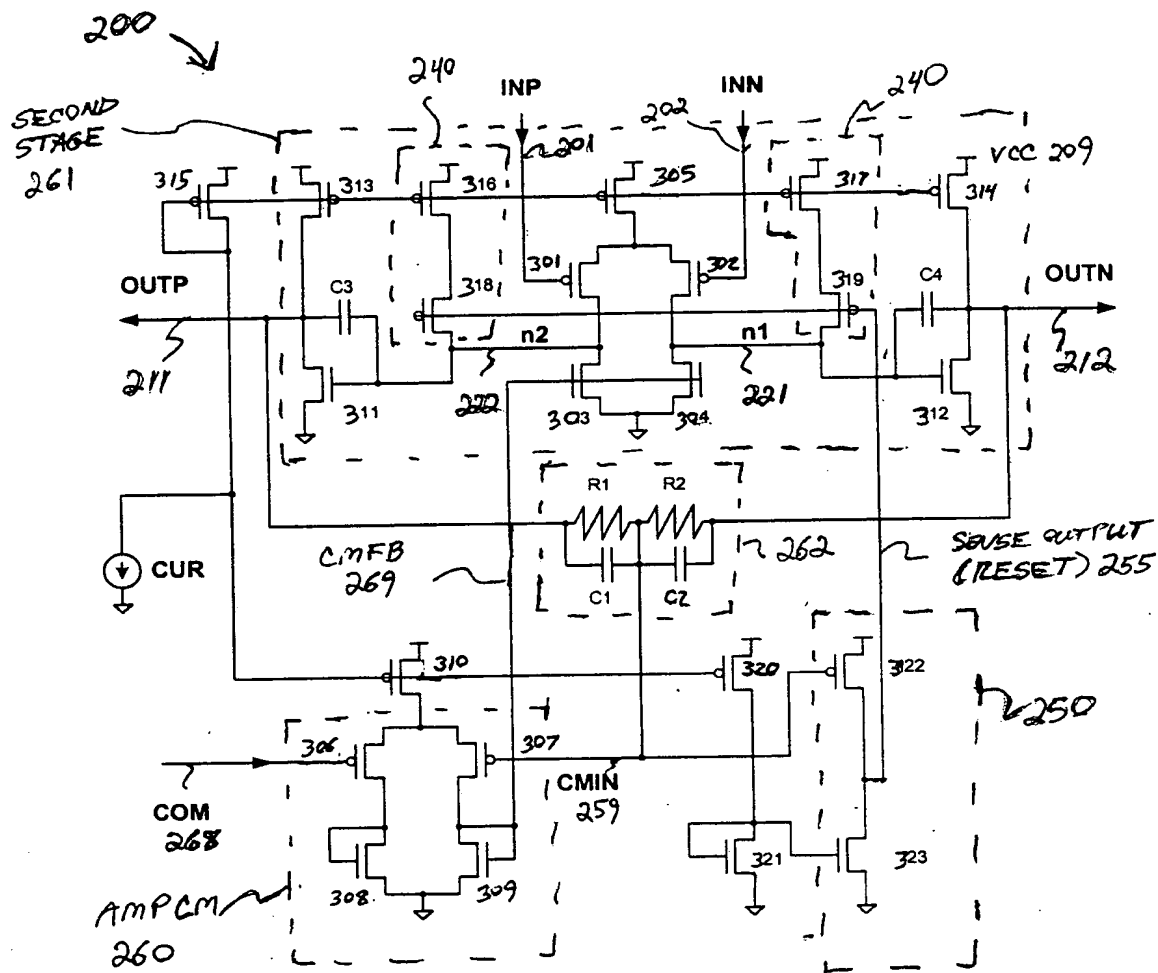 200
240
INP
INN
202
240
SECOND
STAGE
261
201
VCC 209
315
313
316
305
317
314
301
302
OUTP
C3
318
319
C4
OUTN
n2
n1
211
311
222
303
304
221
312
212
R1
R2
CMFB
269
262
SENSE OUTPUT
(RESET) 255
CUR
C1
C2
310
320
322
250
306
307
COM
268
CMIN
259
308
309
321
323
AMPCM
260